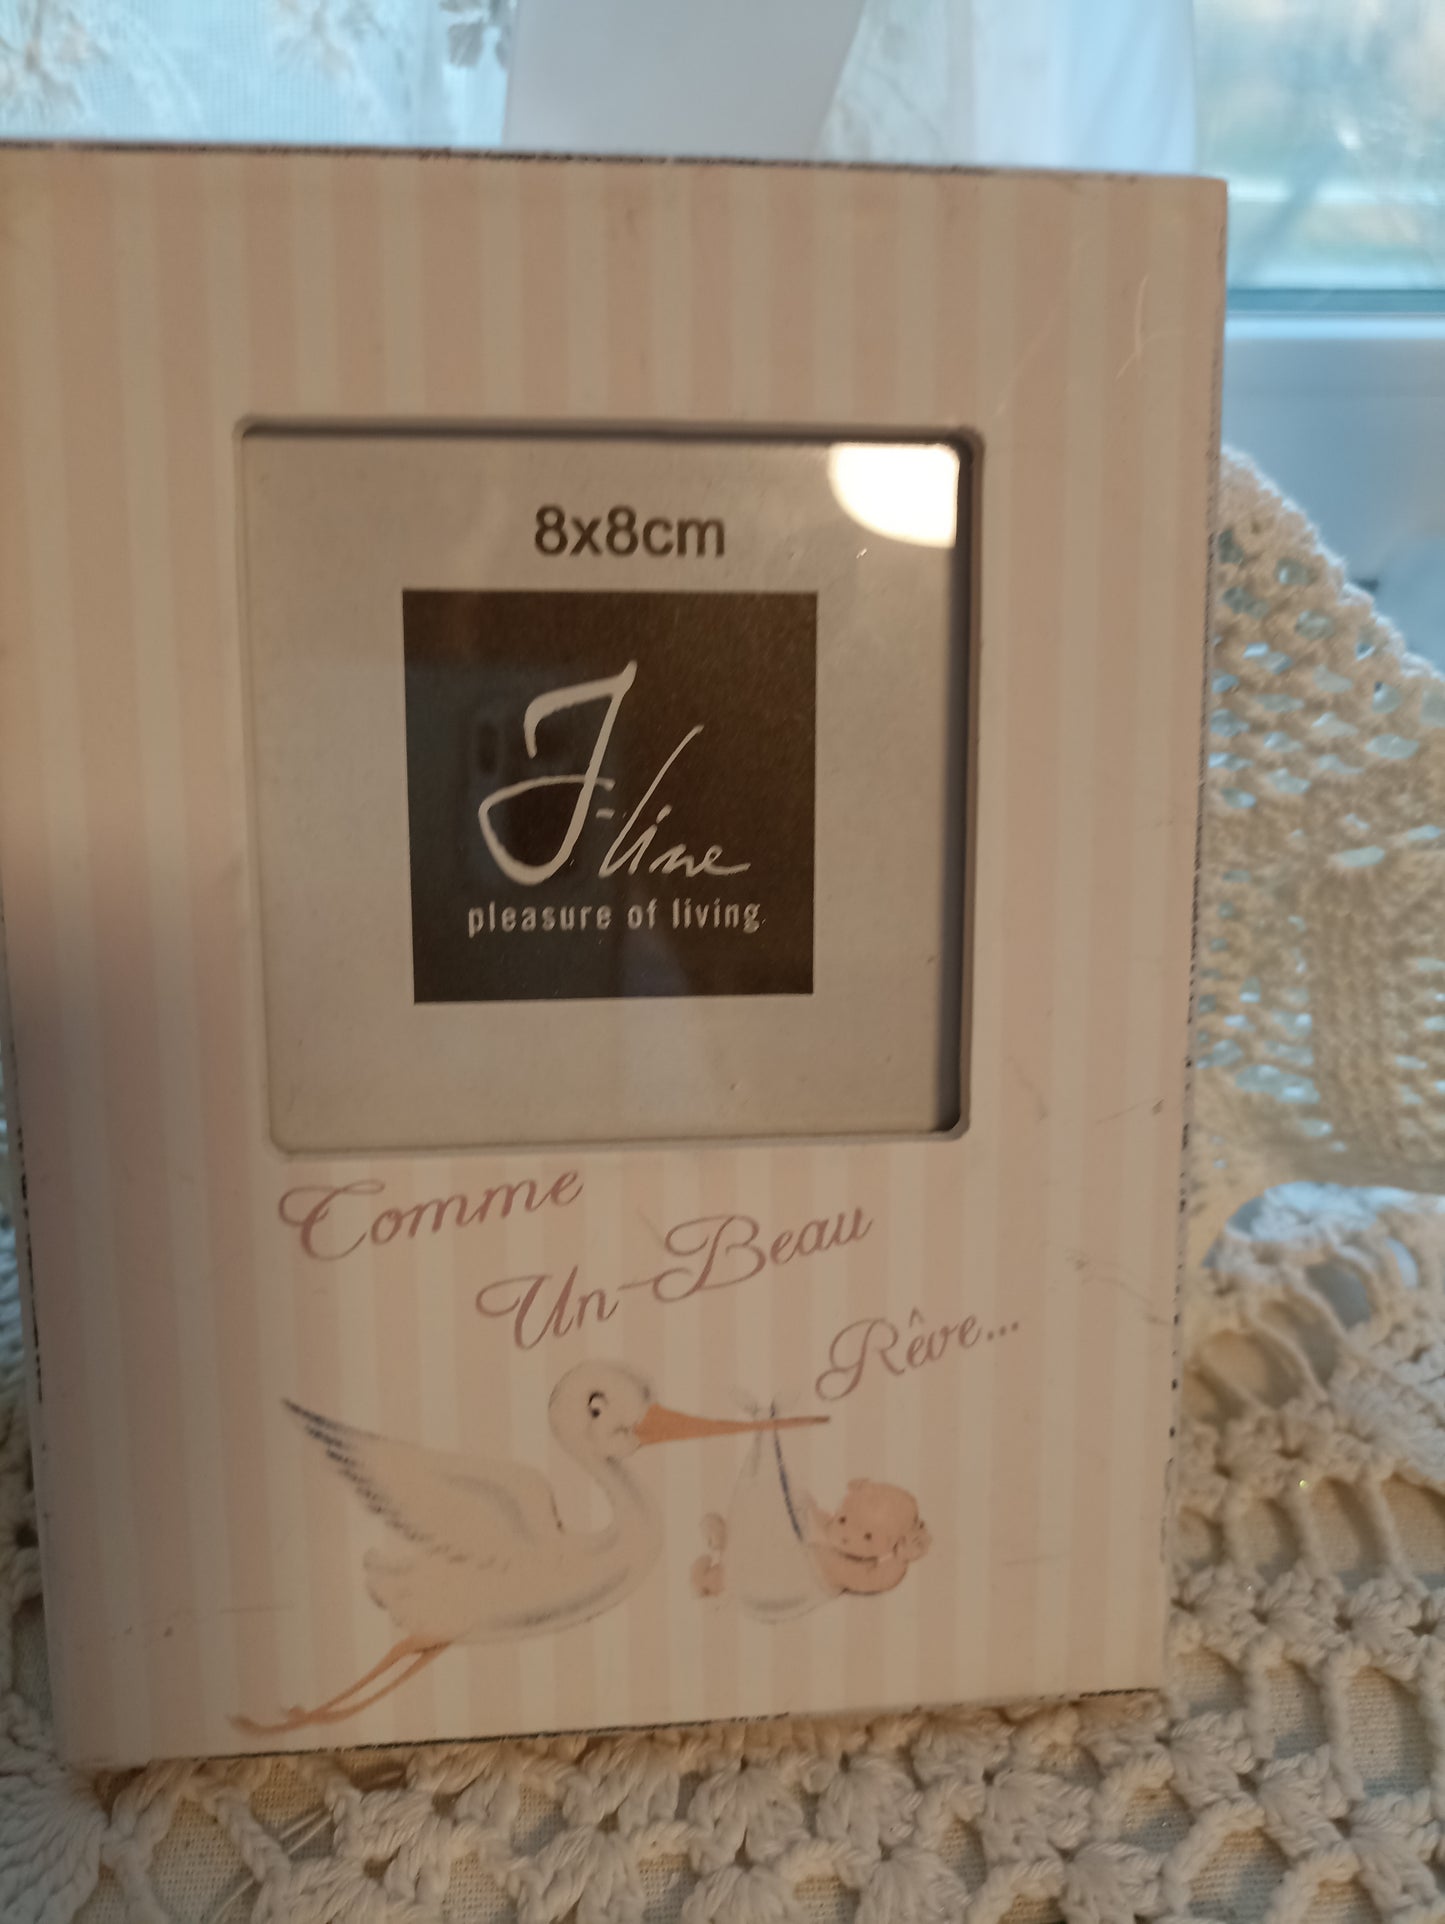 8x8cm
J-line
pleasure of living
Comme
Un-Beau
Rêve...